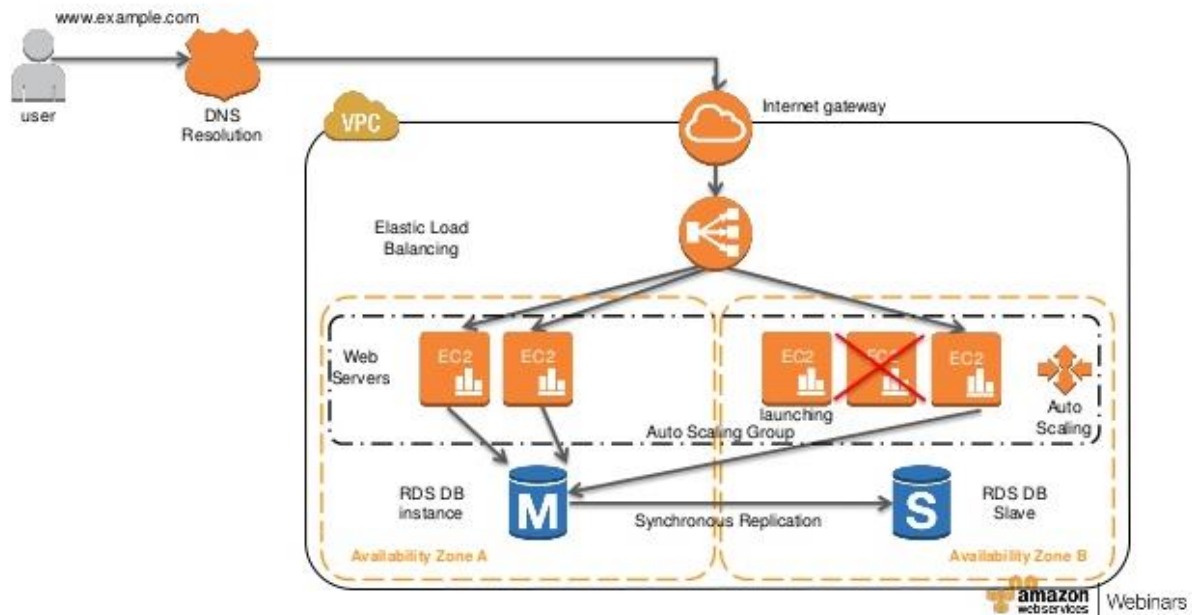 www.example.com
user
DNS
Resolution
VPC
Internet gateway
Elastic Load
Balancing
Web
Servers
EC2
EC2
EC2
EC2
EC2
launching
Auto
Scaling
Auto Scaling Group
RDS DB
instance
M
Synchronous Replication
S
RDS DB
Slave
Availability Zone A
Availability Zone B
amazon
webservices
Webinars